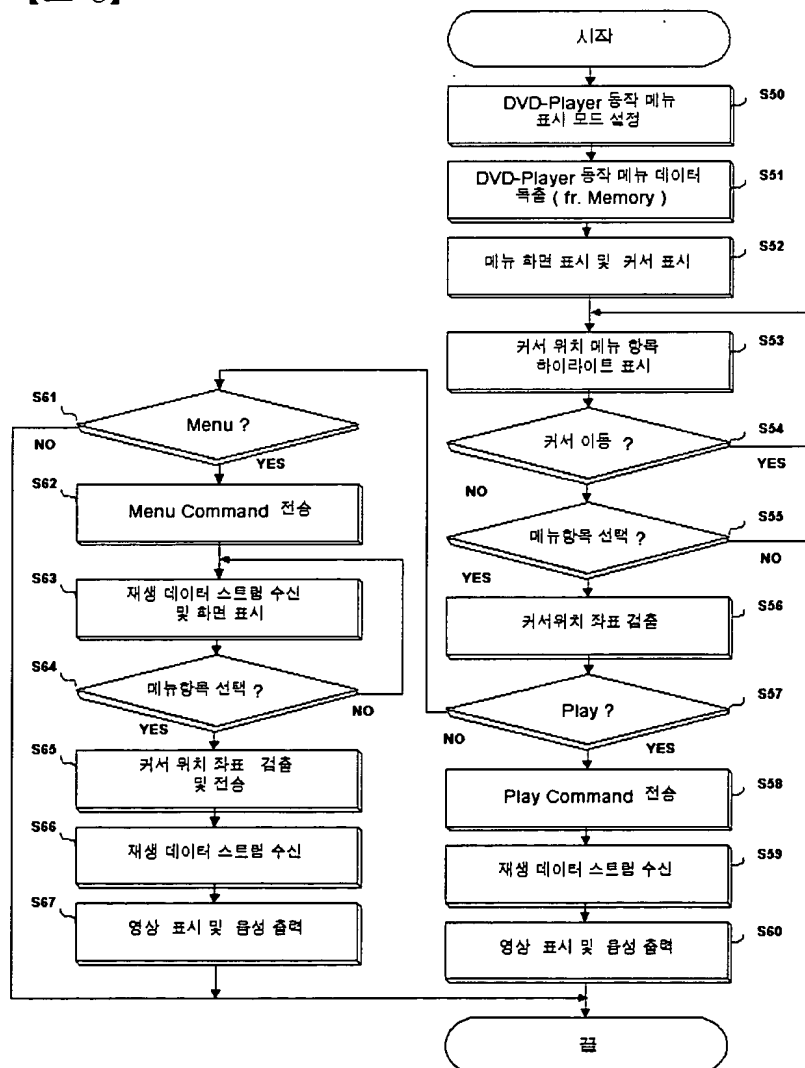 시작
S50
DVD-Player 동작 메뉴
표시 모드 설정
S51
DVD-Player 동작 메뉴 데이터
독출 ( fr. Memory )
S52
메뉴 화면 표시 및 커서 표시
S53
커서 위치 메뉴 항목
하이라이트 표시
S54
커서 이동 ?
YES
NO
S55
메뉴항목 선택 ?
NO
YES
S56
커서위치 좌표 검출
S57
Play ?
NO
YES
S58
Play Command 전송
S59
재생 데이터 스트림 수신
S60
영상 표시 및 음성 출력
S61
Menu ?
NO
YES
S62
Menu Command 전송
S63
재생 데이터 스트림 수신
및 화면 표시
S64
메뉴항목 선택 ?
NO
YES
S65
커서 위치 좌표 검출
및 전송
S66
재생 데이터 스트림 수신
S67
영상 표시 및 음성 출력
끝